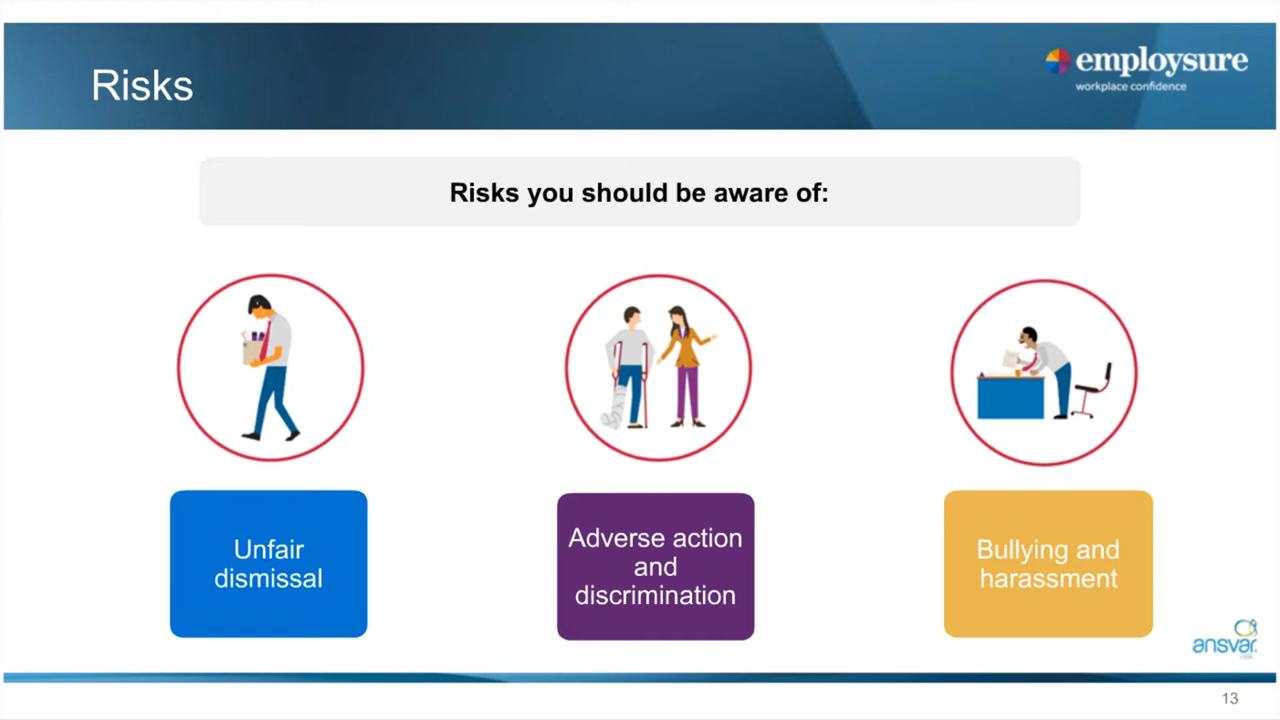 Risks
employsure
workplace confidence
Risks you should be aware of:
Unfair
dismissal
Adverse action
and
discrimination
Bullying and
harassment
ansvar
risk
13